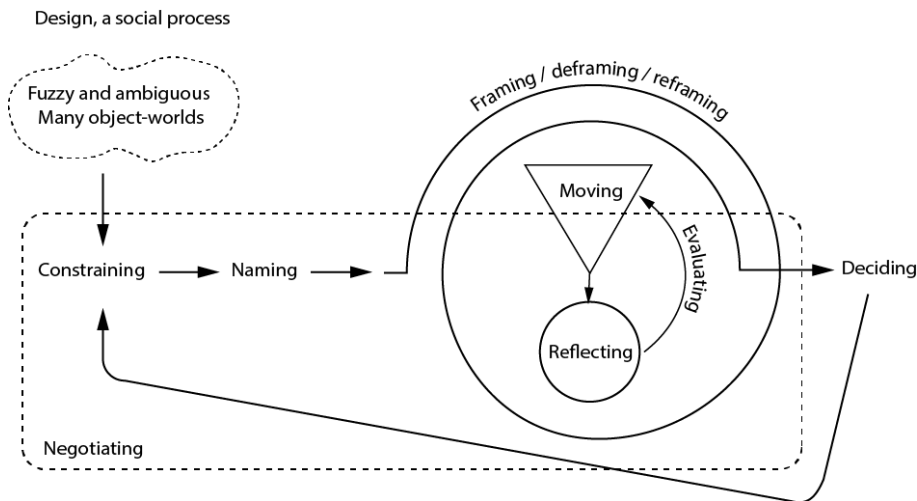 Design, a social process
Fuzzy and ambiguous
Many object-worlds
Framing / deframing / reframing
Moving
Evaluating
Constraining
Naming
Deciding
Reflecting
Negotiating